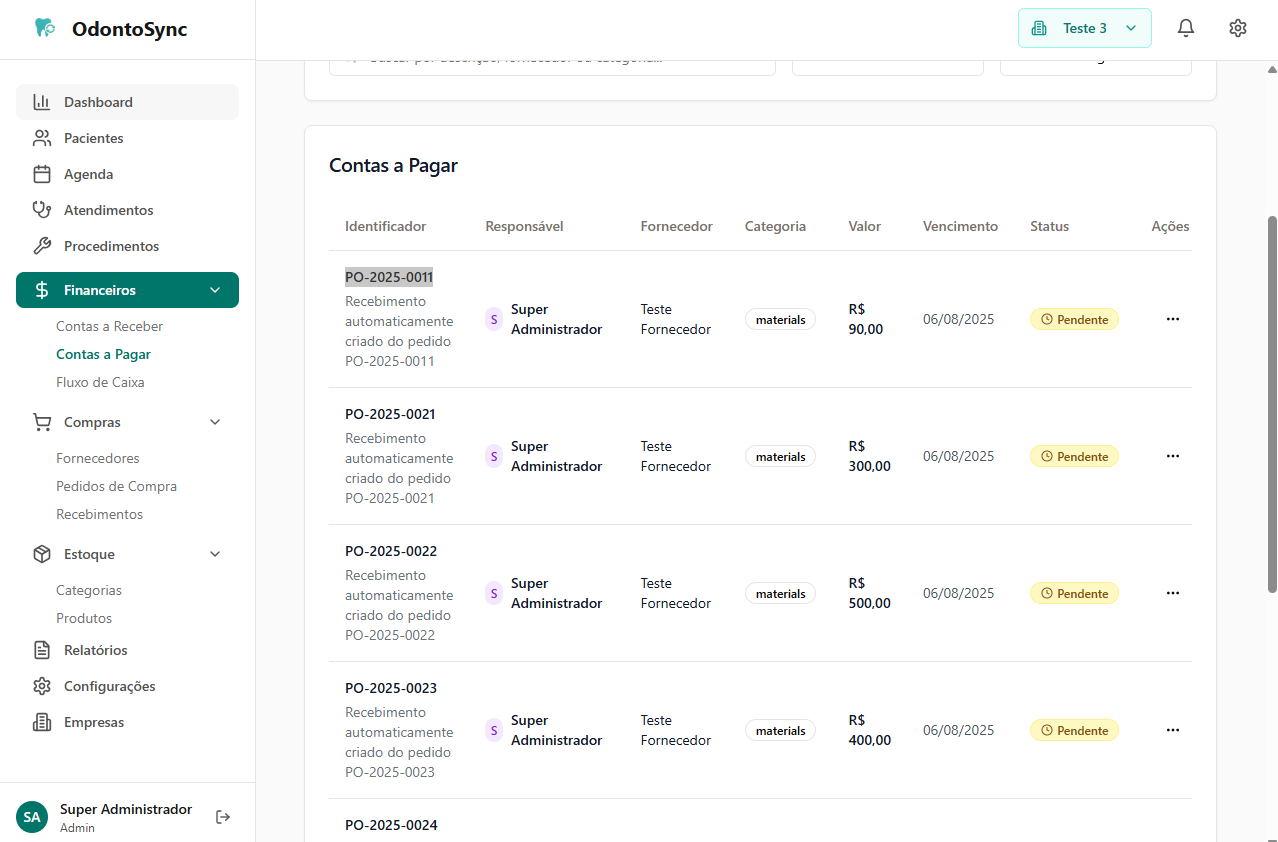 OdontoSync
Teste 3
Dashboard
Pacientes
Agenda
Atendimentos
Procedimentos
Financeiros
Contas a Receber
Contas a Pagar
Fluxo de Caixa
Compras
Fornecedores
Pedidos de Compra
Recebimentos
Estoque
Categorias
Produtos
Relatórios
Configurações
Empresas
SA
Super Administrador
Admin
Buscar por descrição, fornecedor ou categoria...
Contas a Pagar
Identificador Responsável Fornecedor Categoria Valor Vencimento Status Ações
PO-2025-0011
Recebimento
automaticamente
criado do pedido
PO-2025-0011
S
Super
Administrador
Teste
Fornecedor
materials
R$
90,00
06/08/2025
Pendente
PO-2025-0021
Recebimento
automaticamente
criado do pedido
PO-2025-0021
S
Super
Administrador
Teste
Fornecedor
materials
R$
300,00
06/08/2025
Pendente
PO-2025-0022
Recebimento
automaticamente
criado do pedido
PO-2025-0022
S
Super
Administrador
Teste
Fornecedor
materials
R$
500,00
06/08/2025
Pendente
PO-2025-0023
Recebimento
automaticamente
criado do pedido
PO-2025-0023
S
Super
Administrador
Teste
Fornecedor
materials
R$
400,00
06/08/2025
Pendente
PO-2025-0024